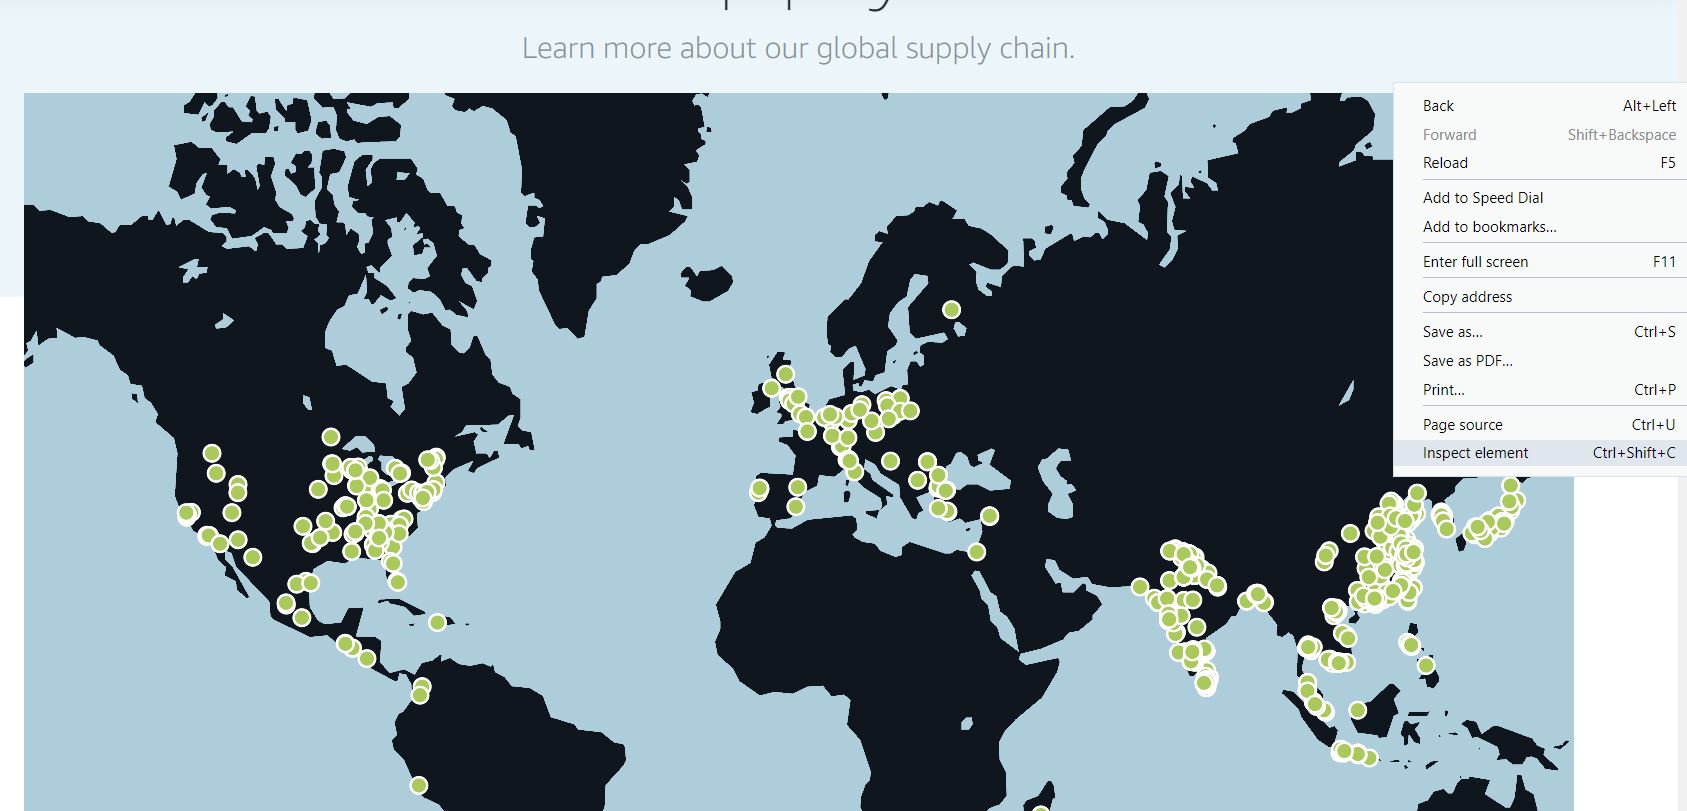 Learn more about our global supply chain.
Back Alt+Left
Forward Shift+Backspace
Reload F5
Add to Speed Dial
Add to bookmarks...
Enter full screen F11
Copy address
Save as... Ctrl+S
Save as PDF...
Print... Ctrl+P
Page source Ctrl+U
Inspect element Ctrl+Shift+C